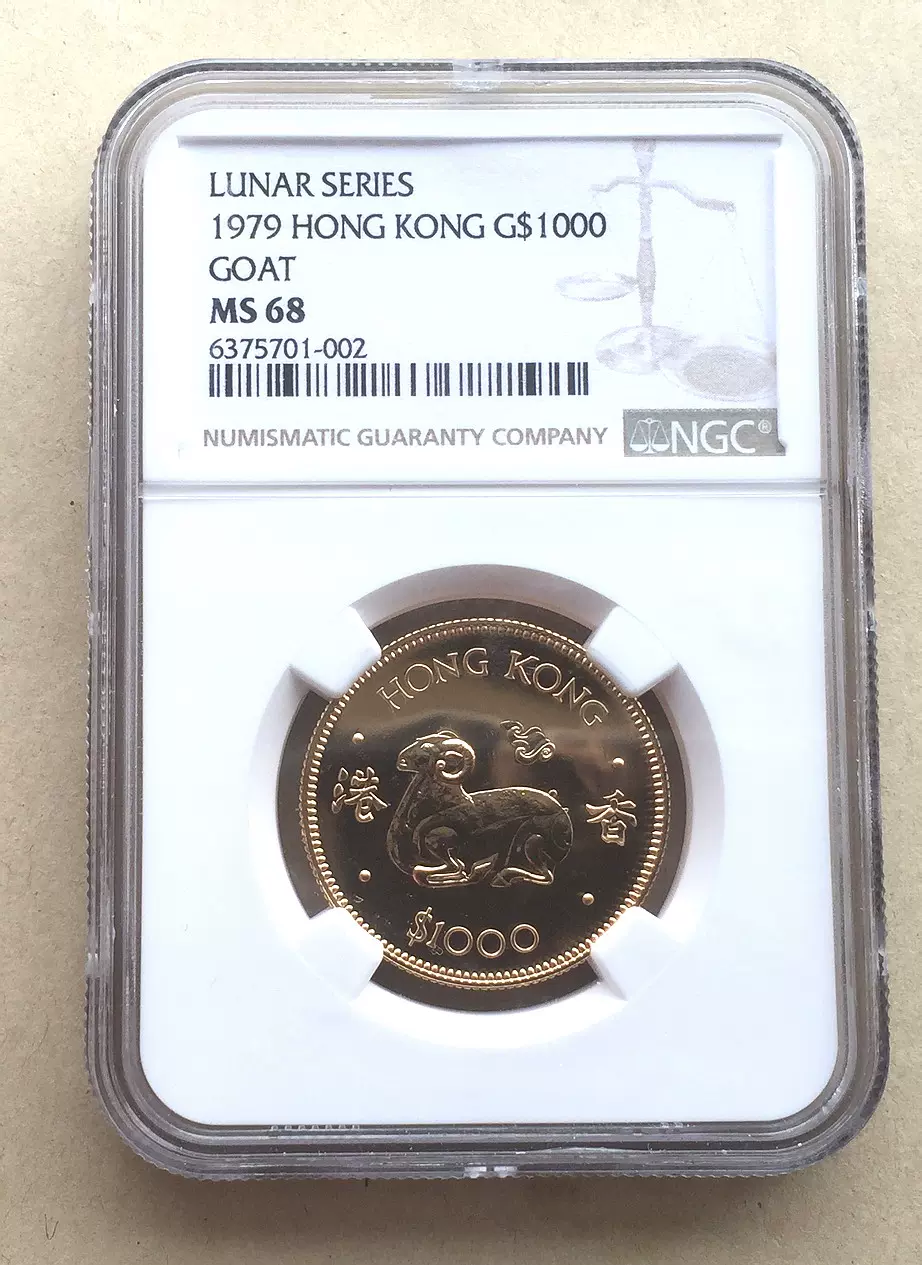 LUNAR SERIES
1979 HONG KONG G$1000
GOAT
MS 68
6375701-002
NUMISMATIC GUARANTY COMPANY
NGC®
HONG KONG
港 香
$1000